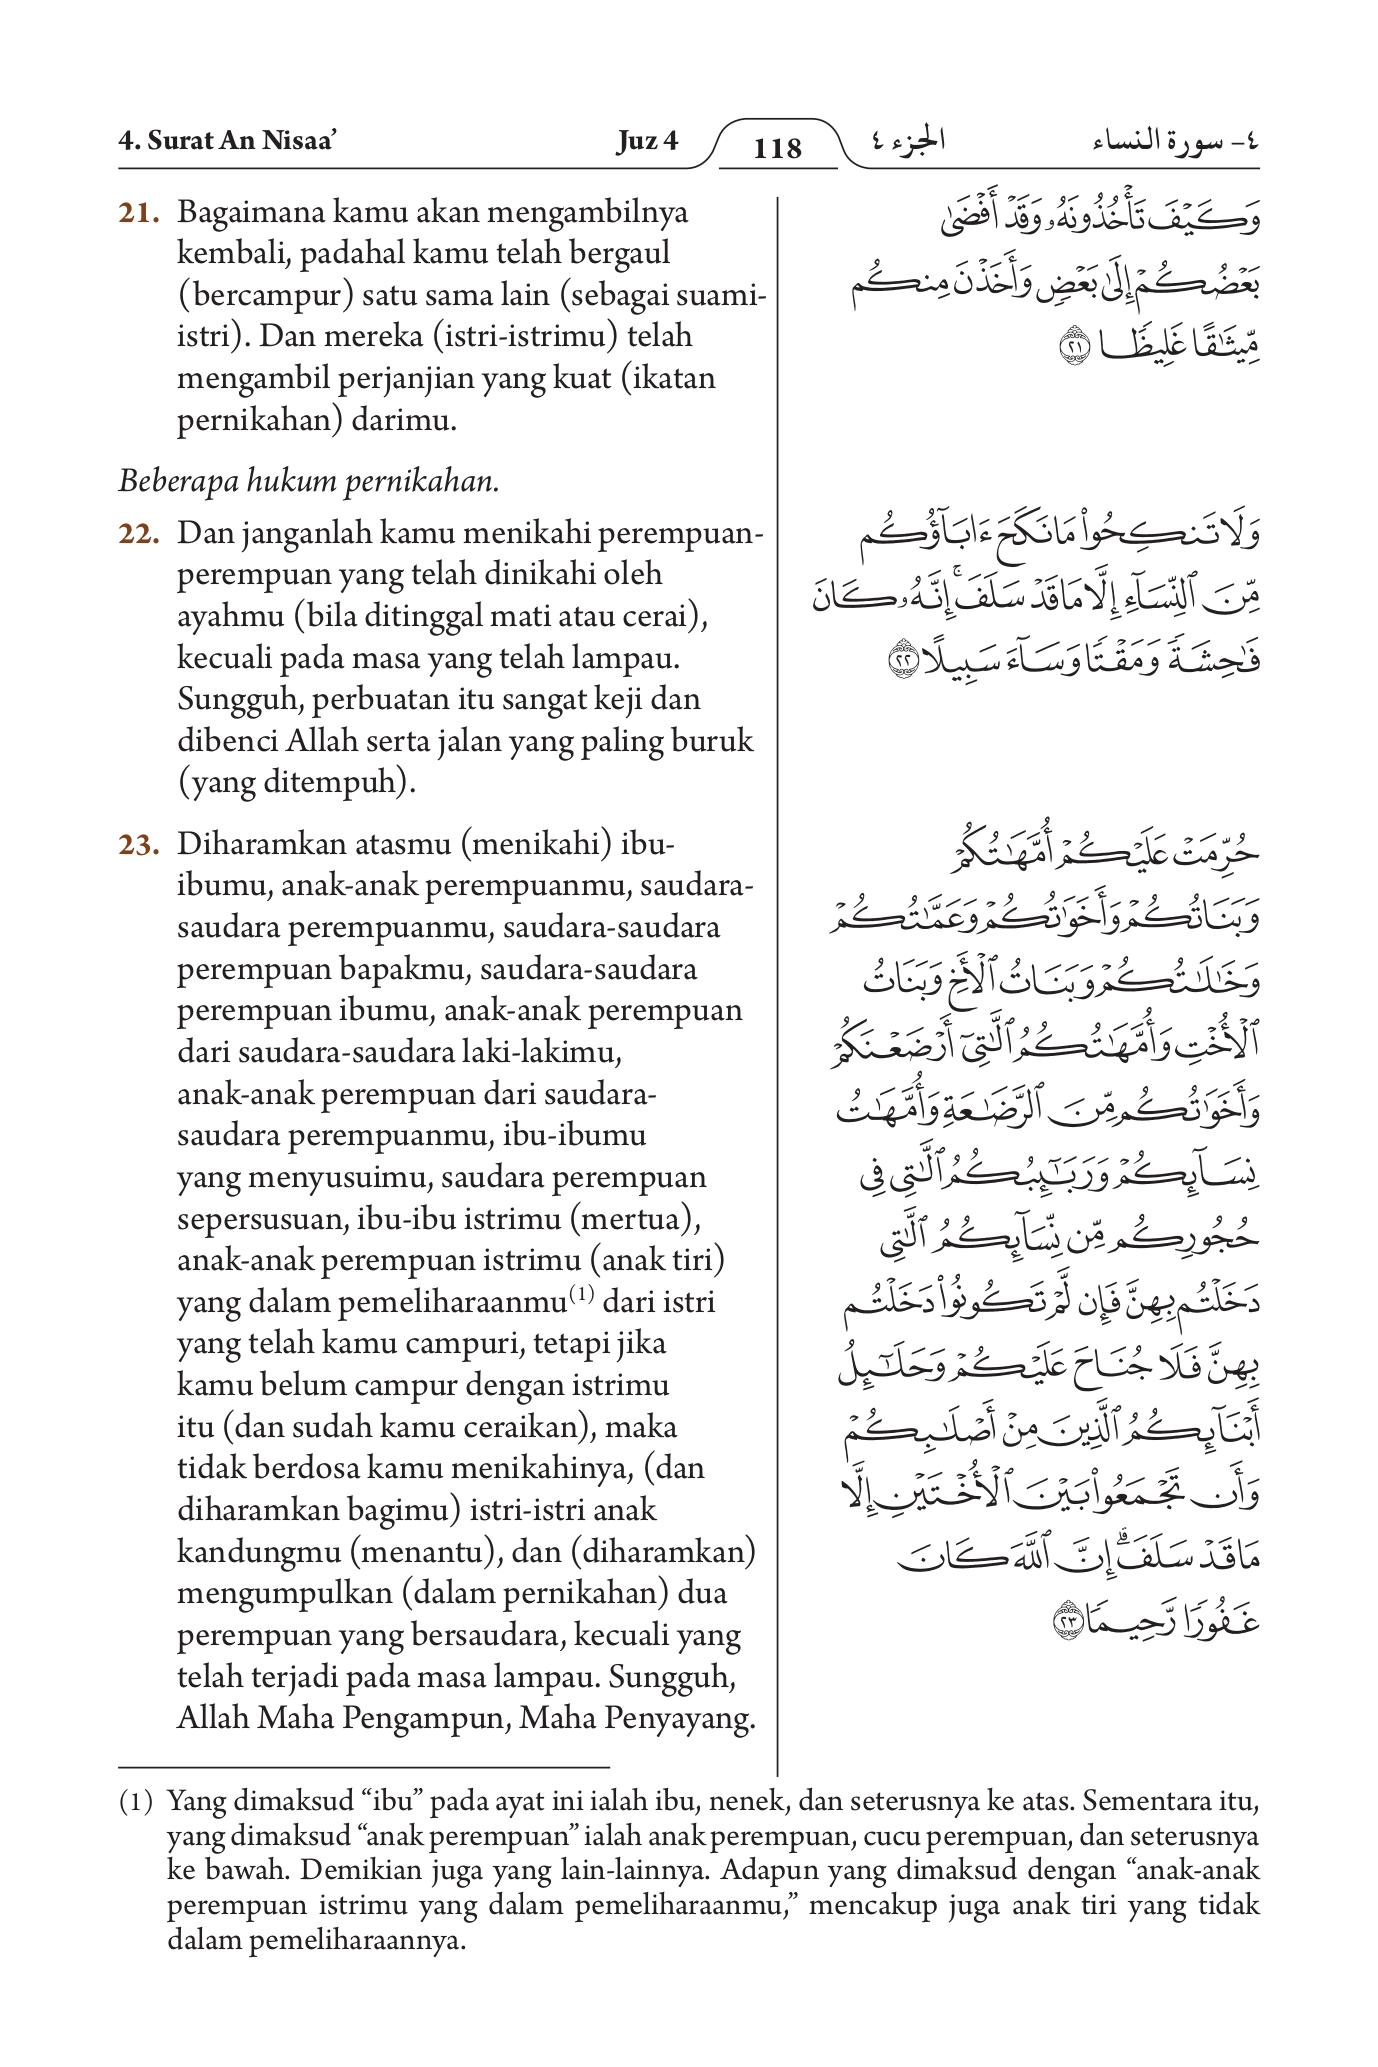 4. Surat An Nisaa’
Juz 4
118
الجزء ٤
٤- سورة النساء
21. Bagaimana kamu akan mengambilnya
kembali, padahal kamu telah bergaul
(bercampur) satu sama lain (sebagai suami-
istri). Dan mereka (istri-istrimu) telah
mengambil perjanjian yang kuat (ikatan
pernikahan) darimu.
Beberapa hukum pernikahan.
22. Dan janganlah kamu menikahi perempuan-
perempuan yang telah dinikahi oleh
ayahmu (bila ditinggal mati atau cerai),
kecuali pada masa yang telah lampau.
Sungguh, perbuatan itu sangat keji dan
dibenci Allah serta jalan yang paling buruk
(yang ditempuh).
23. Diharamkan atasmu (menikahi) ibu-
ibumu, anak-anak perempuanmu, saudara-
saudara perempuanmu, saudara-saudara
perempuan bapakmu, saudara-saudara
perempuan ibumu, anak-anak perempuan
dari saudara-saudara laki-lakimu,
anak-anak perempuan dari saudara-
saudara perempuanmu, ibu-ibumu
yang menyusuimu, saudara perempuan
sepersusuan, ibu-ibu istrimu (mertua),
anak-anak perempuan istrimu (anak tiri)
yang dalam pemeliharaanmu(1) dari istri
yang telah kamu campuri, tetapi jika
kamu belum campur dengan istrimu
itu (dan sudah kamu ceraikan), maka
tidak berdosa kamu menikahinya, (dan
diharamkan bagimu) istri-istri anak
kandungmu (menantu), dan (diharamkan)
mengumpulkan (dalam pernikahan) dua
perempuan yang bersaudara, kecuali yang
telah terjadi pada masa lampau. Sungguh,
Allah Maha Pengampun, Maha Penyayang.
وَكَيْفَ تَأْخُذُونَهُۥ وَقَدْ أَفْضَىٰ
بَعْضُكُمْ إِلَىٰ بَعْضٍ وَأَخَذْنَ مِنكُم
مِّيثَٰقًا غَلِيظًا ٢١
وَلَا تَنكِحُوا۟ مَا نَكَحَ ءَابَآؤُكُم
مِّنَ ٱلنِّسَآءِ إِلَّا مَا قَدْ سَلَفَ ۚ إِنَّهُۥ كَانَ
فَٰحِشَةً وَمَقْتًا وَسَآءَ سَبِيلًا ٢٢
حُرِّمَتْ عَلَيْكُمْ أُمَّهَٰتُكُمْ
وَبَنَاتُكُمْ وَأَخَوَٰتُكُمْ وَعَمَّٰتُكُمْ
وَخَٰلَٰتُكُمْ وَبَنَاتُ ٱلْأَخِ وَبَنَاتُ
ٱلْأُخْتِ وَأُمَّهَٰتُكُمُ ٱلَّٰتِىٓ أَرْضَعْنَكُمْ
وَأَخَوَٰتُكُم مِّنَ ٱلرَّضَٰعَةِ وَأُمَّهَٰتُ
نِسَآئِكُمْ وَرَبَٰٓئِبُكُمُ ٱلَّٰتِى فِى
حُجُورِكُم مِّن نِّسَآئِكُمُ ٱلَّٰتِى
دَخَلْتُم بِهِنَّ فَإِن لَّمْ تَكُونُوا۟ دَخَلْتُم
بِهِنَّ فَلَا جُنَاحَ عَلَيْكُمْ وَحَلَٰٓئِلُ
أَبْنَآئِكُمُ ٱلَّذِينَ مِنْ أَصْلَٰبِكُمْ
وَأَن تَجْمَعُوا۟ بَيْنَ ٱلْأُخْتَيْنِ إِلَّا
مَا قَدْ سَلَفَ ۗ إِنَّ ٱللَّهَ كَانَ
غَفُورًا رَّحِيمًا ٢٣
(1) Yang dimaksud “ibu” pada ayat ini ialah ibu, nenek, dan seterusnya ke atas. Sementara itu,
yang dimaksud “anak perempuan” ialah anak perempuan, cucu perempuan, dan seterusnya
ke bawah. Demikian juga yang lain-lainnya. Adapun yang dimaksud dengan “anak-anak
perempuan istrimu yang dalam pemeliharaanmu,” mencakup juga anak tiri yang tidak
dalam pemeliharaannya.